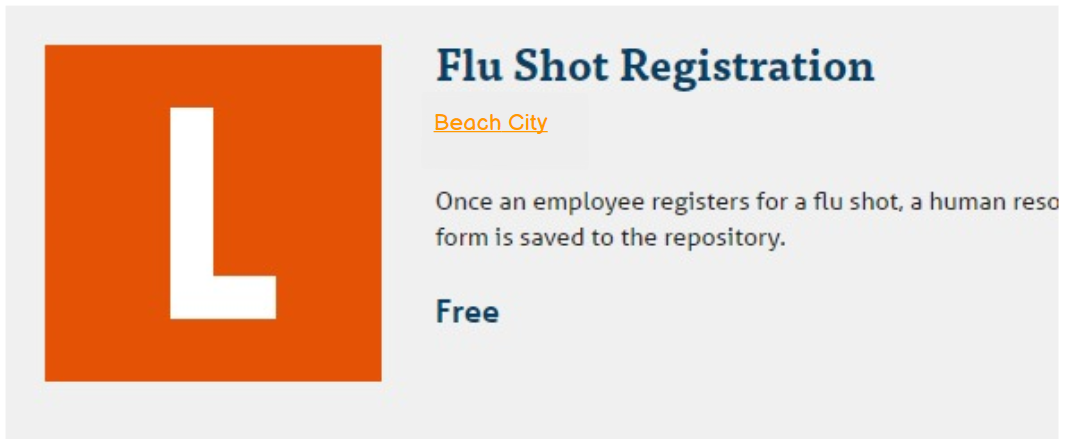 L
Flu Shot Registration
Beach City
Once an employee registers for a flu shot, a human
form is saved to the repository.
Free